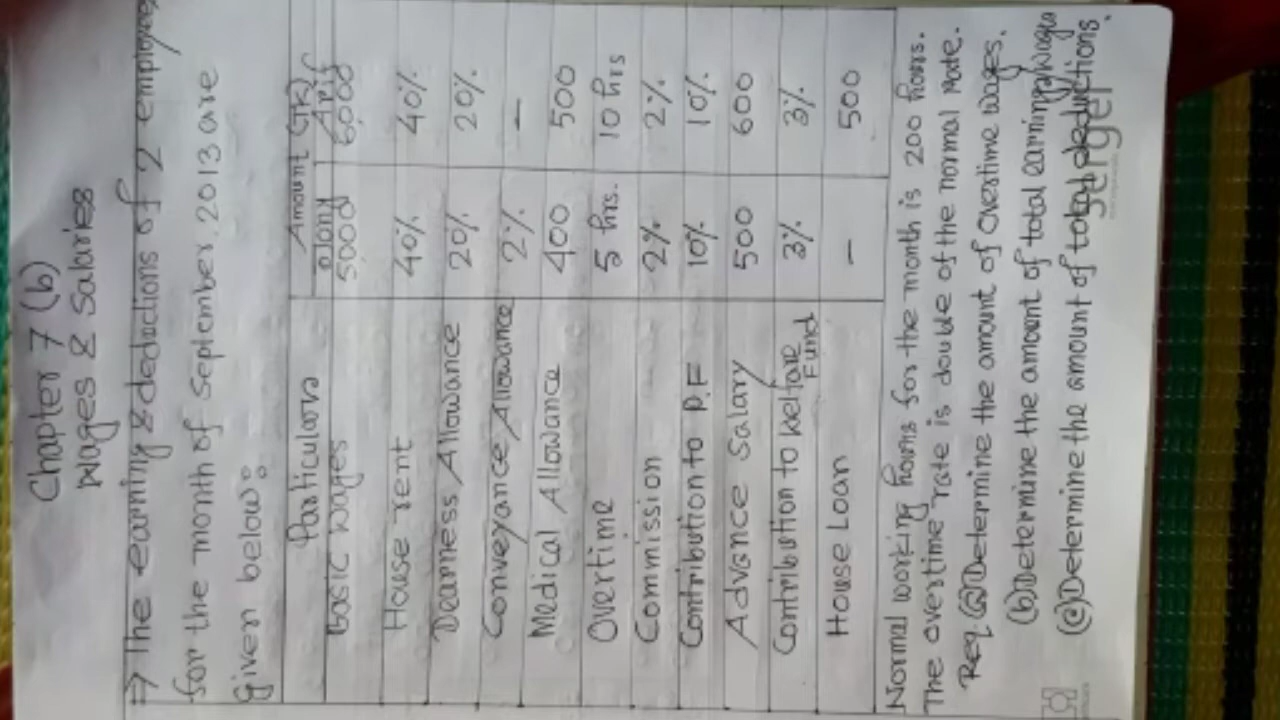 Chapter 7 (b)
Wages & Salaries
⇒ The earning & deductions of 2 employees
for the month of September, 2013 are
given below:
Particulars Amount (TK)
Olony Arif
Basic Wages 5000 6,000
House rent 40% 40%
Dearness Allowance 20% 20%
Conveyance Allowance 2% —
Medical Allowance 400 500
Overtime 5 hrs. 10 hrs
Commission 2% 2%
Contribution to P.F 10% 10%
Advance Salary 500 600
Contribution to Welfare Fund 3% 3%
House Loan — 500
Normal working hours for the month is 200 hours.
The overtime rate is double of the normal rate.
Req. (a) Determine the amount of overtime wages.
(b) Determine the amount of total earning
(c) Determine the amount of total deductions.
sergel